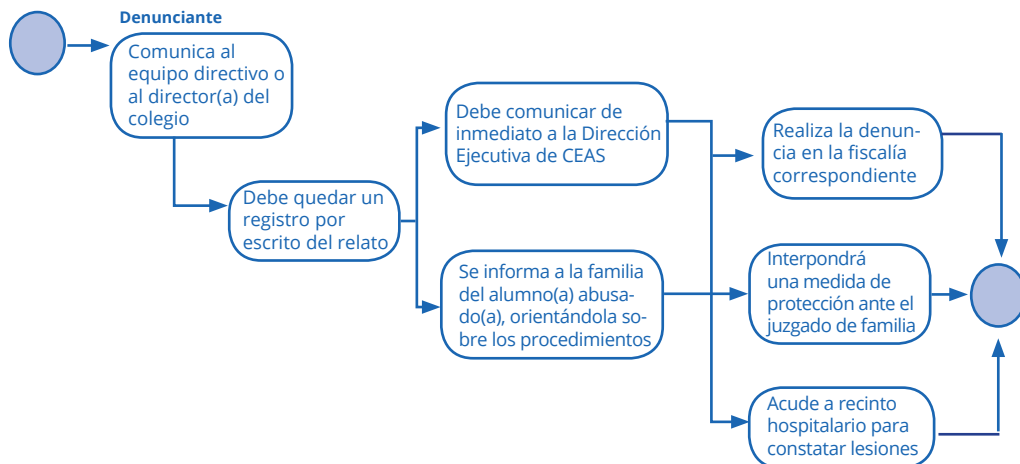 Denunciante
Comunica al
equipo directivo o
al director(a) del
colegio
Debe quedar un
registro por
escrito del relato
Debe comunicar de
inmediato a la Dirección
Ejecutiva de CEAS
Se informa a la familia
del alumno(a) abusa-
do(a), orientándola so-
bre los procedimientos
Realiza la denun-
cia en la fiscalía
correspondiente
Interpondrá
una medida de
protección ante el
juzgado de familia
Acude a recinto
hospitalario para
constatar lesiones